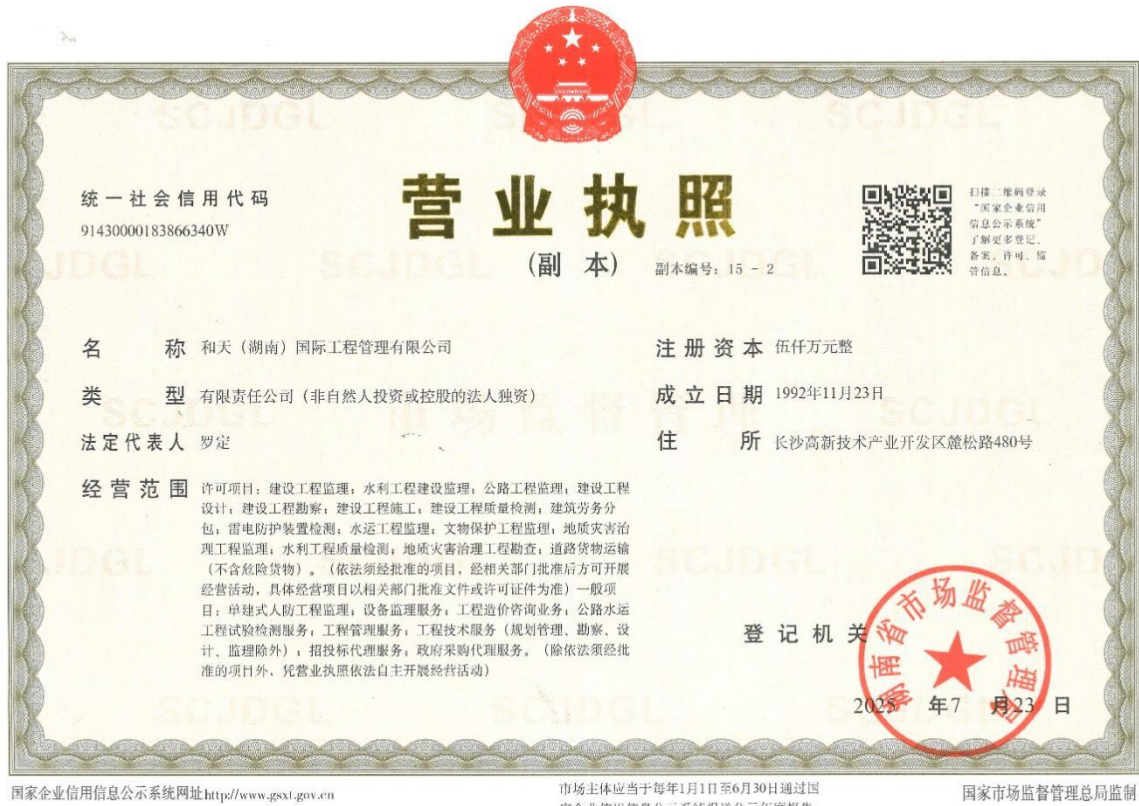 统一社会信用代码
91430000183866340W
营业执照
(副 本)
副本编号：15－2
扫描二维码登录
“国家企业信用
信息公示系统”
了解更多登记、
备案、许可、监
管信息。
名 称 和天（湖南）国际工程管理有限公司
类 型 有限责任公司（非自然人投资或控股的法人独资）
法定代表人 罗定
经营范围 许可项目：建设工程监理；水利工程建设监理；公路工程监理；建设工程
设计；建设工程勘察；建设工程施工；建设工程质量检测；建筑劳务分
包；雷电防护装置检测；水运工程监理；文物保护工程监理；地质灾害治
理工程监理；水利工程质量检测；地质灾害治理工程勘查；道路货物运输
（不含危险货物）。（依法须经批准的项目，经相关部门批准后方可开展
经营活动，具体经营项目以相关部门批准文件或许可证件为准）一般项
目：单建式人防工程监理；设备监理服务；工程造价咨询业务；公路水运
工程试验检测服务；工程管理服务；工程技术服务（规划管理、勘察、设
计、监理除外）；招投标代理服务；政府采购代理服务。（除依法须经批
准的项目外，凭营业执照依法自主开展经营活动）
注册资本 伍仟万元整
成立日期 1992年11月23日
住 所 长沙高新技术产业开发区麓松路480号
登记机关
湖南省市场监督管理局
2025 年7 月23 日
SCJDGL
市场监督管理
国家企业信用信息公示系统网址http://www.gsxt.gov.cn
市场主体应当于每年1月1日至6月30日通过国
国家市场监督管理总局监制